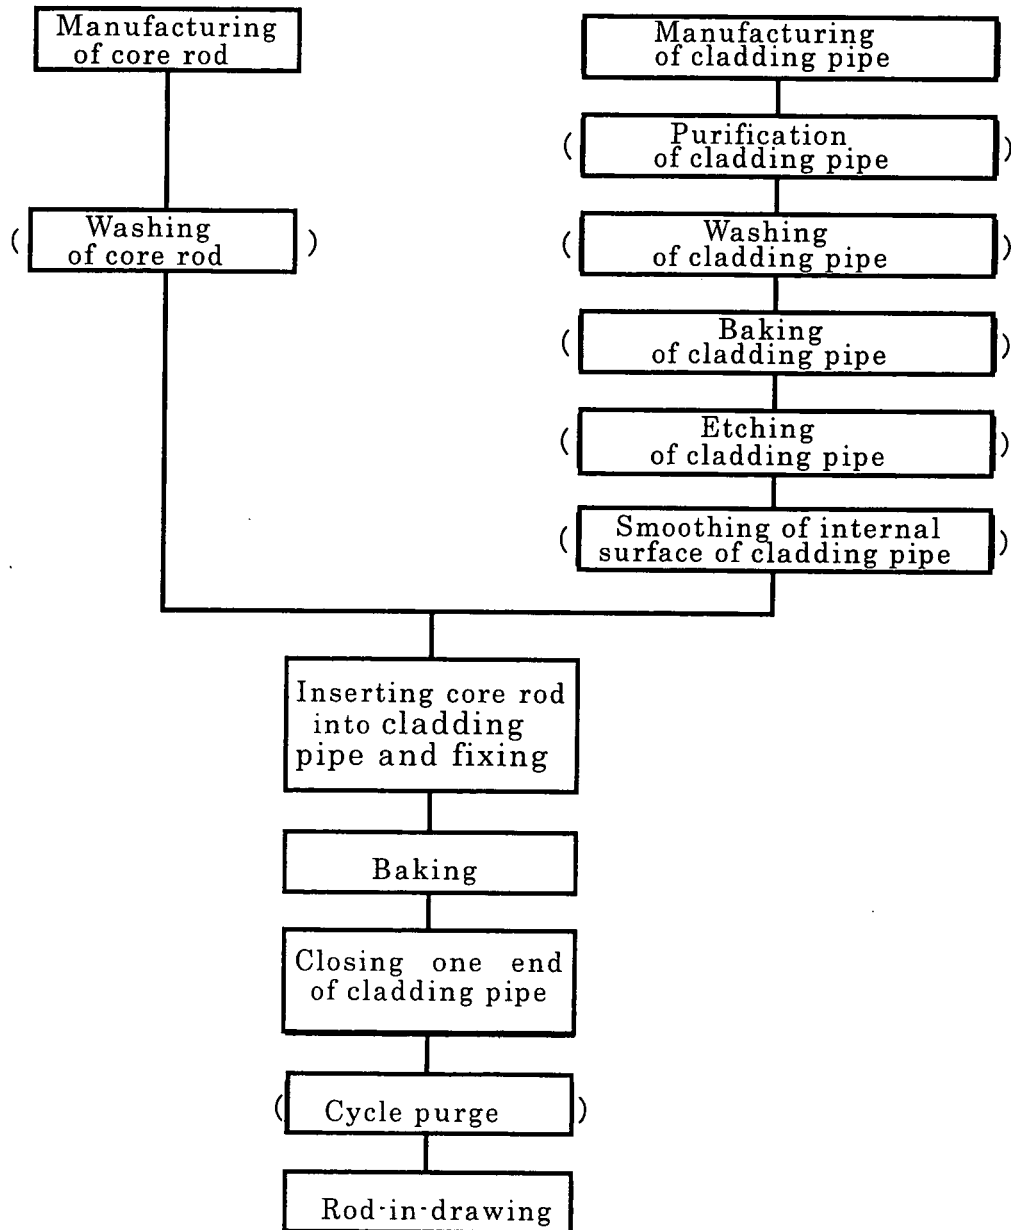 Manufacturing
of core rod
Manufacturing
of cladding pipe
( Purification )
of cladding pipe
( Washing )
of core rod
( Washing )
of cladding pipe
( Baking )
of cladding pipe
( Etching )
of cladding pipe
( Smoothing of internal )
surface of cladding pipe
Inserting core rod
into cladding
pipe and fixing
Baking
Closing one end
of cladding pipe
( Cycle purge )
Rod-in-drawing